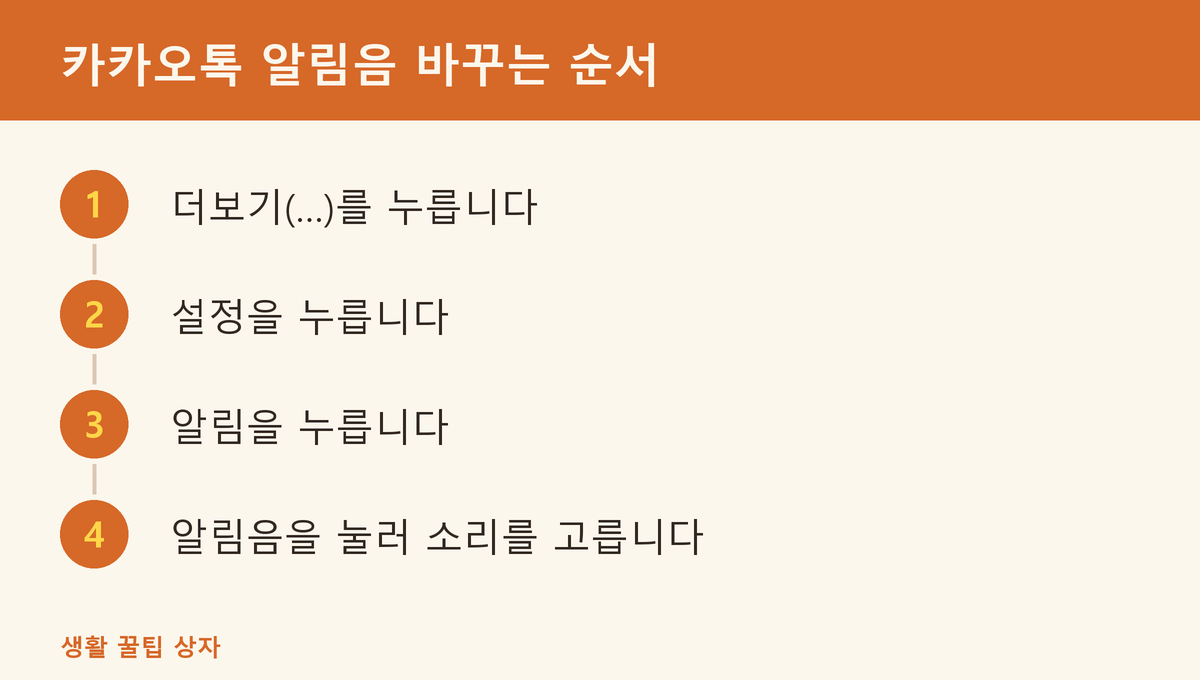 카카오톡 알림음 바꾸는 순서
1 더보기(...)를 누릅니다
2 설정을 누릅니다
3 알림을 누릅니다
4 알림음을 눌러 소리를 고릅니다
생활 꿀팁 상자